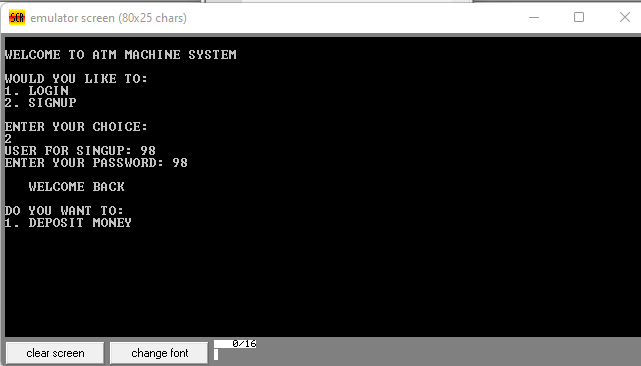 SCR emulator screen (80x25 chars)
WELCOME TO ATM MACHINE SYSTEM
WOULD YOU LIKE TO:
1. LOGIN
2. SIGNUP
ENTER YOUR CHOICE:
2
USER FOR SINGUP: 98
ENTER YOUR PASSWORD: 98
WELCOME BACK
DO YOU WANT TO:
1. DEPOSIT MONEY
clear screen change font 0/16